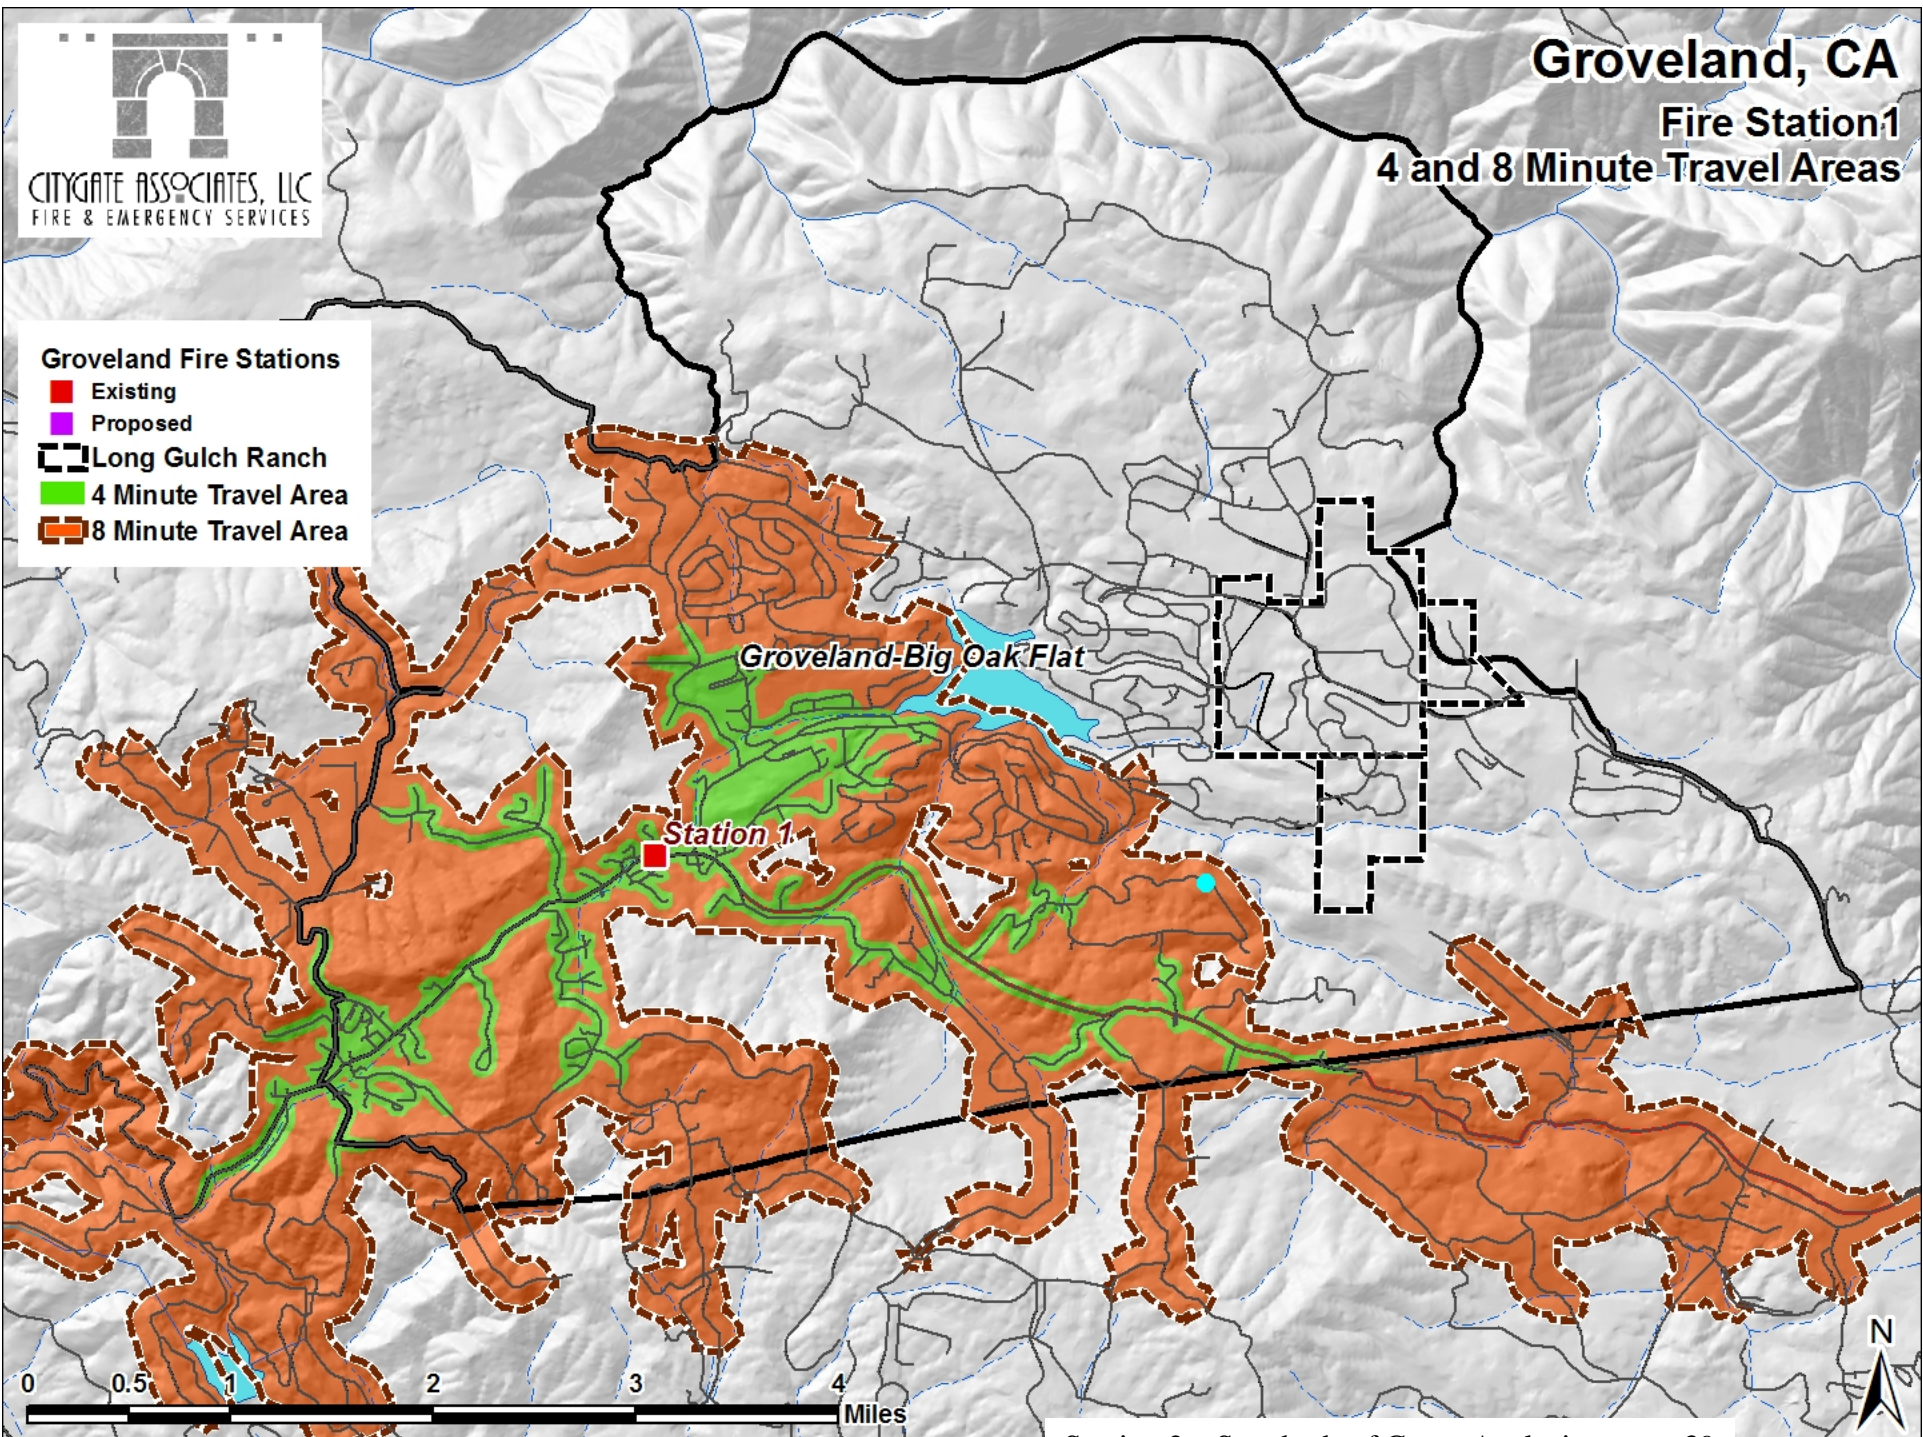 CITYGATE ASSOCIATES, LLC
FIRE & EMERGENCY SERVICES
Groveland, CA
Fire Station1
4 and 8 Minute Travel Areas
Groveland Fire Stations
Existing
Proposed
Long Gulch Ranch
4 Minute Travel Area
8 Minute Travel Area
Groveland-Big Oak Flat
Station 1
N
0 0.5 1 2 3 4
Miles